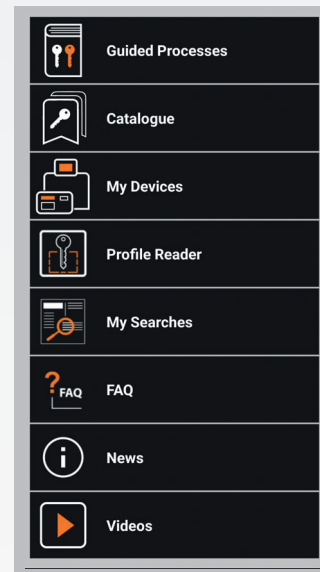 Guided Processes
Catalogue
My Devices
Profile Reader
My Searches
FAQ FAQ
News
Videos